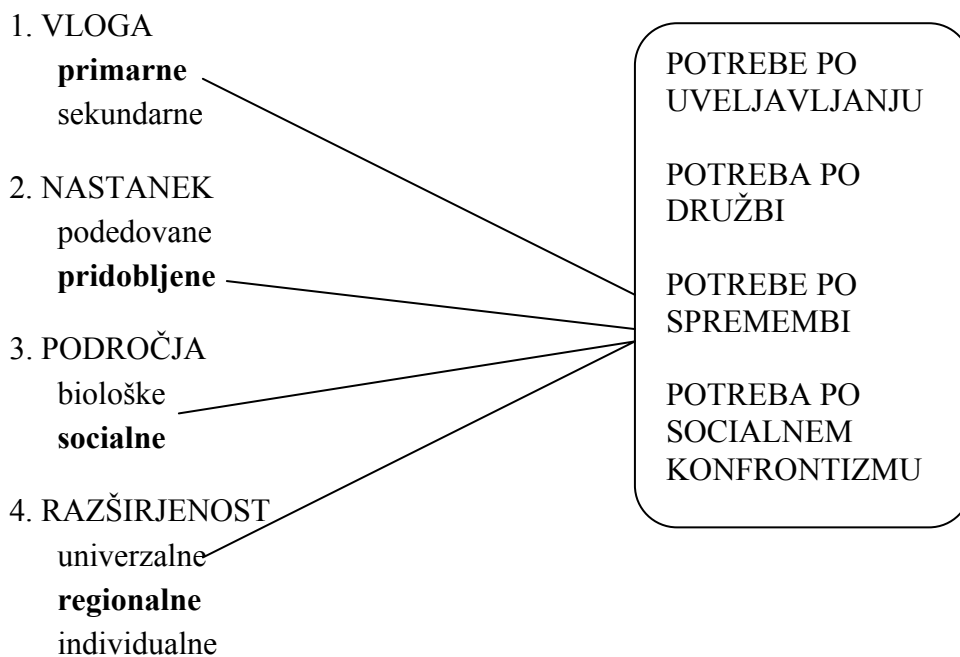 1. VLOGA
primarne
sekundarne
2. NASTANEK
podedovane
pridobljene
3. PODROČJA
biološke
socialne
4. RAZŠIRJENOST
univerzalne
regionalne
individualne
POTREBE PO
UVELJAVLJANJU
POTREBA PO
DRUŽBI
POTREBE PO
SPREMEMBI
POTREBA PO
SOCIALNEM
KONFRONTIZMU